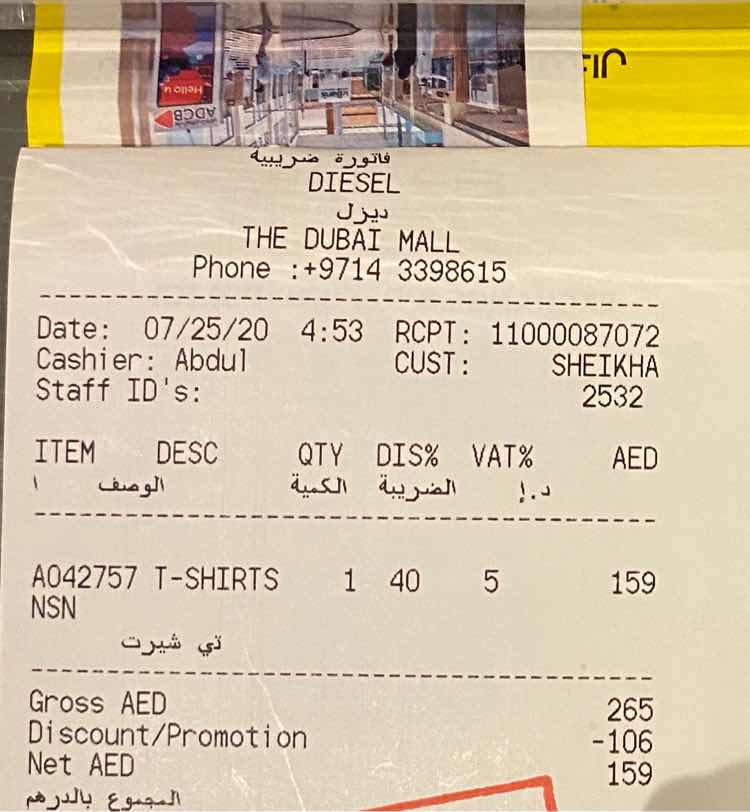 Hello u
ADCB
فاتورة ضريبية
DIESEL
ديزل
THE DUBAI MALL
Phone :+9714 3398615
Date: 07/25/20 4:53 RCPT: 11000087072
Cashier: Abdul CUST: SHEIKHA
Staff ID's: 2532
ITEM DESC QTY DIS% VAT% AED
ا الوصف الكمية الضريبة د.إ
A042757 T-SHIRTS 1 40 5 159
NSN
تي شيرت
Gross AED 265
Discount/Promotion -106
Net AED 159
المجموع بالدرهم